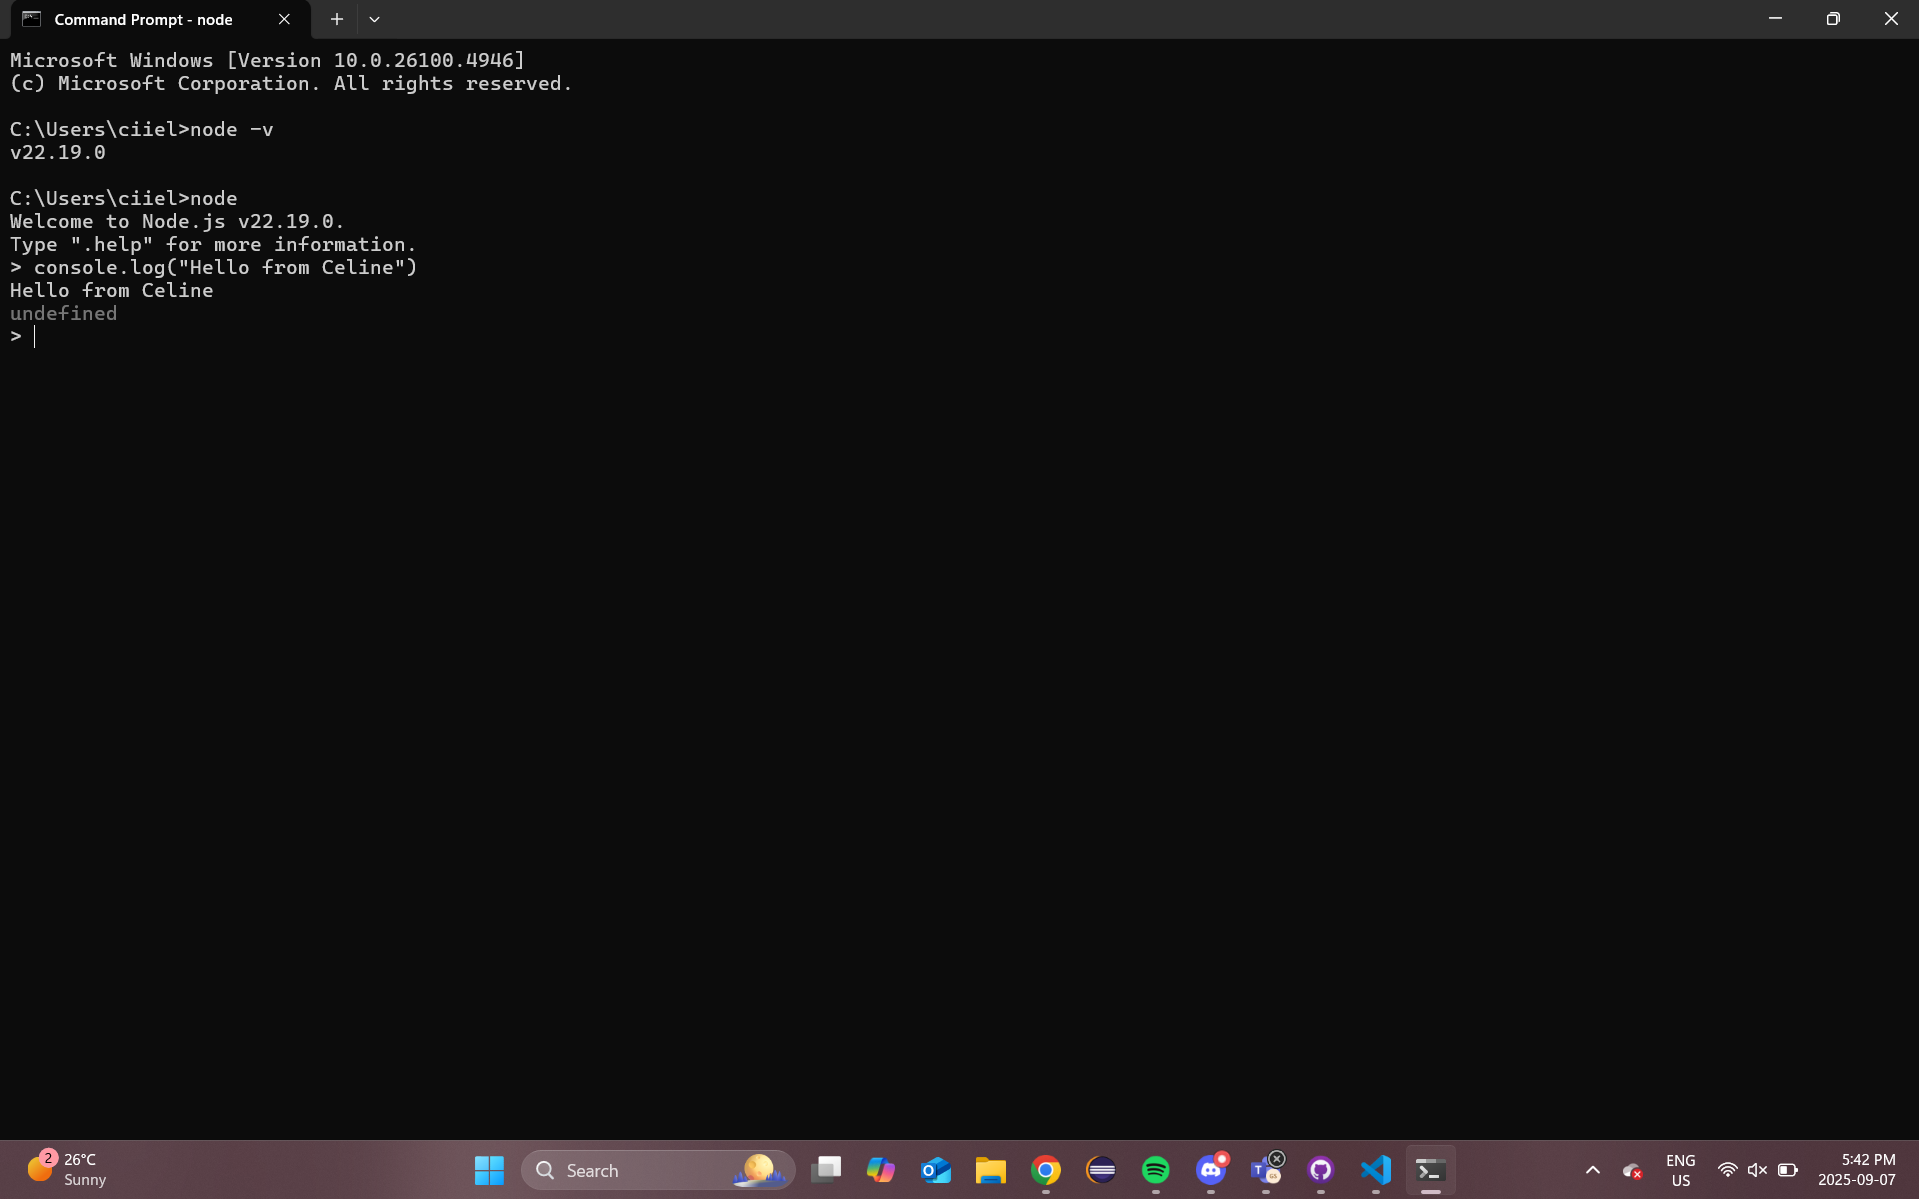 Command Prompt - node
Microsoft Windows [Version 10.0.26100.4946]
(c) Microsoft Corporation. All rights reserved.
C:\Users\ciiel>node -v
v22.19.0
C:\Users\ciiel>node
Welcome to Node.js v22.19.0.
Type ".help" for more information.
> console.log("Hello from Celine")
Hello from Celine
undefined
>
2
26°C
Sunny
Search
ENG
US
5:42 PM
2025-09-07